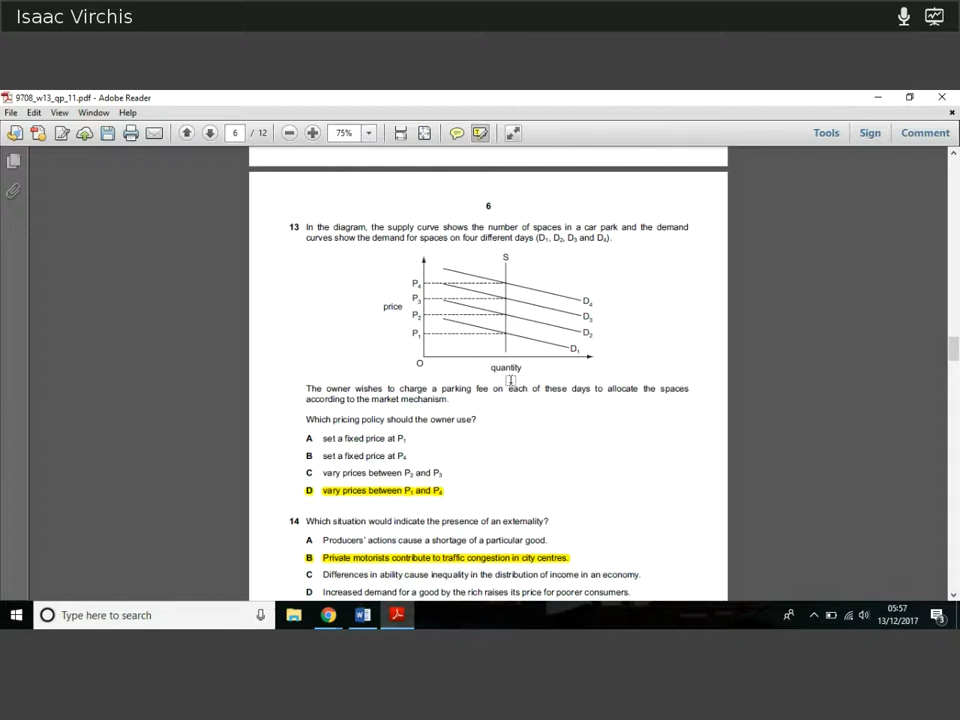 Isaac Virchis
9708_w13_qp_11.pdf - Adobe Reader
File Edit View Window Help
6 / 12 75% Tools Sign Comment
6
13 In the diagram, the supply curve shows the number of spaces in a car park and the demand
curves show the demand for spaces on four different days (D1, D2, D3 and D4).
S
P4
P3
price
P2
P1
D4
D3
D2
D1
O
quantity
The owner wishes to charge a parking fee on each of these days to allocate the spaces
according to the market mechanism.
Which pricing policy should the owner use?
A set a fixed price at P1
B set a fixed price at P4
C vary prices between P2 and P3
D vary prices between P1 and P4
14 Which situation would indicate the presence of an externality?
A Producers' actions cause a shortage of a particular good.
B Private motorists contribute to traffic congestion in city centres.
C Differences in ability cause inequality in the distribution of income in an economy.
D Increased demand for a good by the rich raises its price for poorer consumers.
Type here to search
05:57
13/12/2017
3